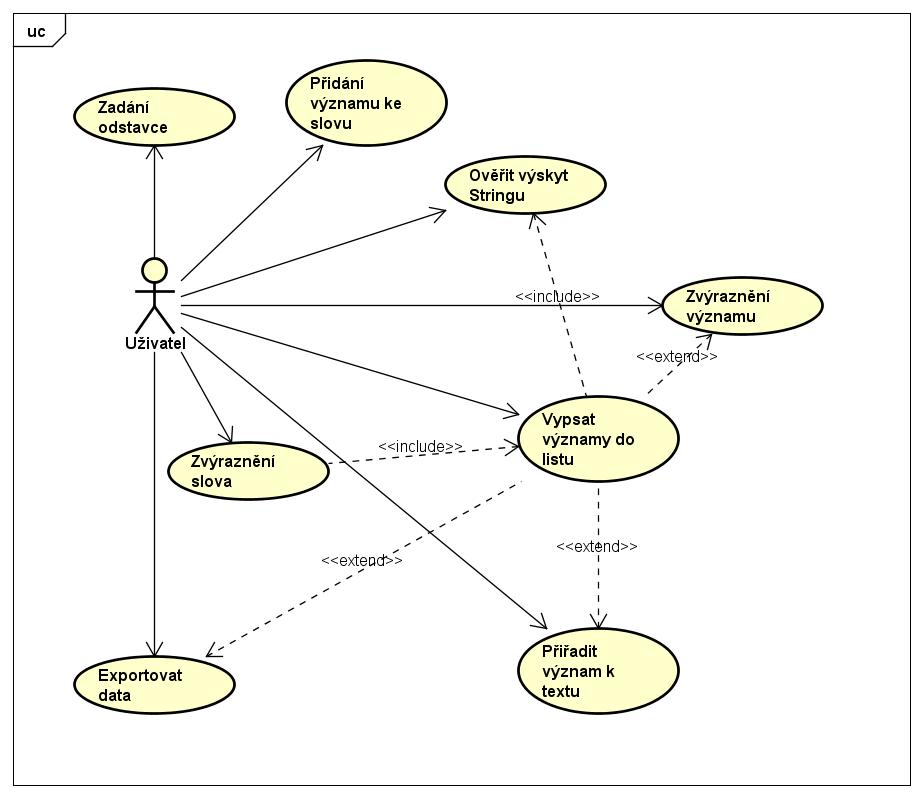 uc
Zadání
odstavce
Přidání
významu ke
slovu
Ověřit výskyt
Stringu
Zvýraznění
významu
<<include>>
<<extend>>
Uživatel
Vypsat
významy do
listu
<<include>>
Zvýraznění
slova
<<extend>>
<<extend>>
Přiřadit
význam k
textu
Exportovat
data